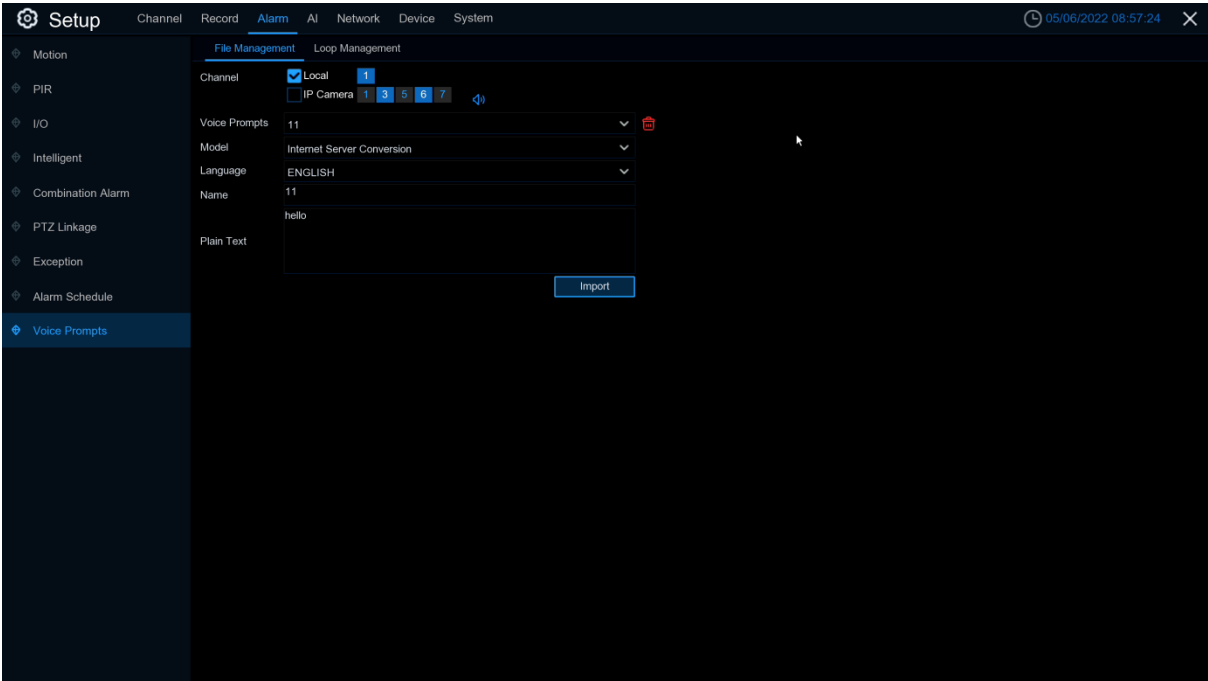 Setup Channel Record Alarm AI Network Device System 05/06/2022 08:57:24
File Management Loop Management
Motion
PIR
I/O
Intelligent
Combination Alarm
PTZ Linkage
Exception
Alarm Schedule
Voice Prompts
Channel Local 1
IP Camera 1 3 5 6 7
Voice Prompts 11
Model Internet Server Conversion
Language ENGLISH
Name 11
Plain Text hello
Import